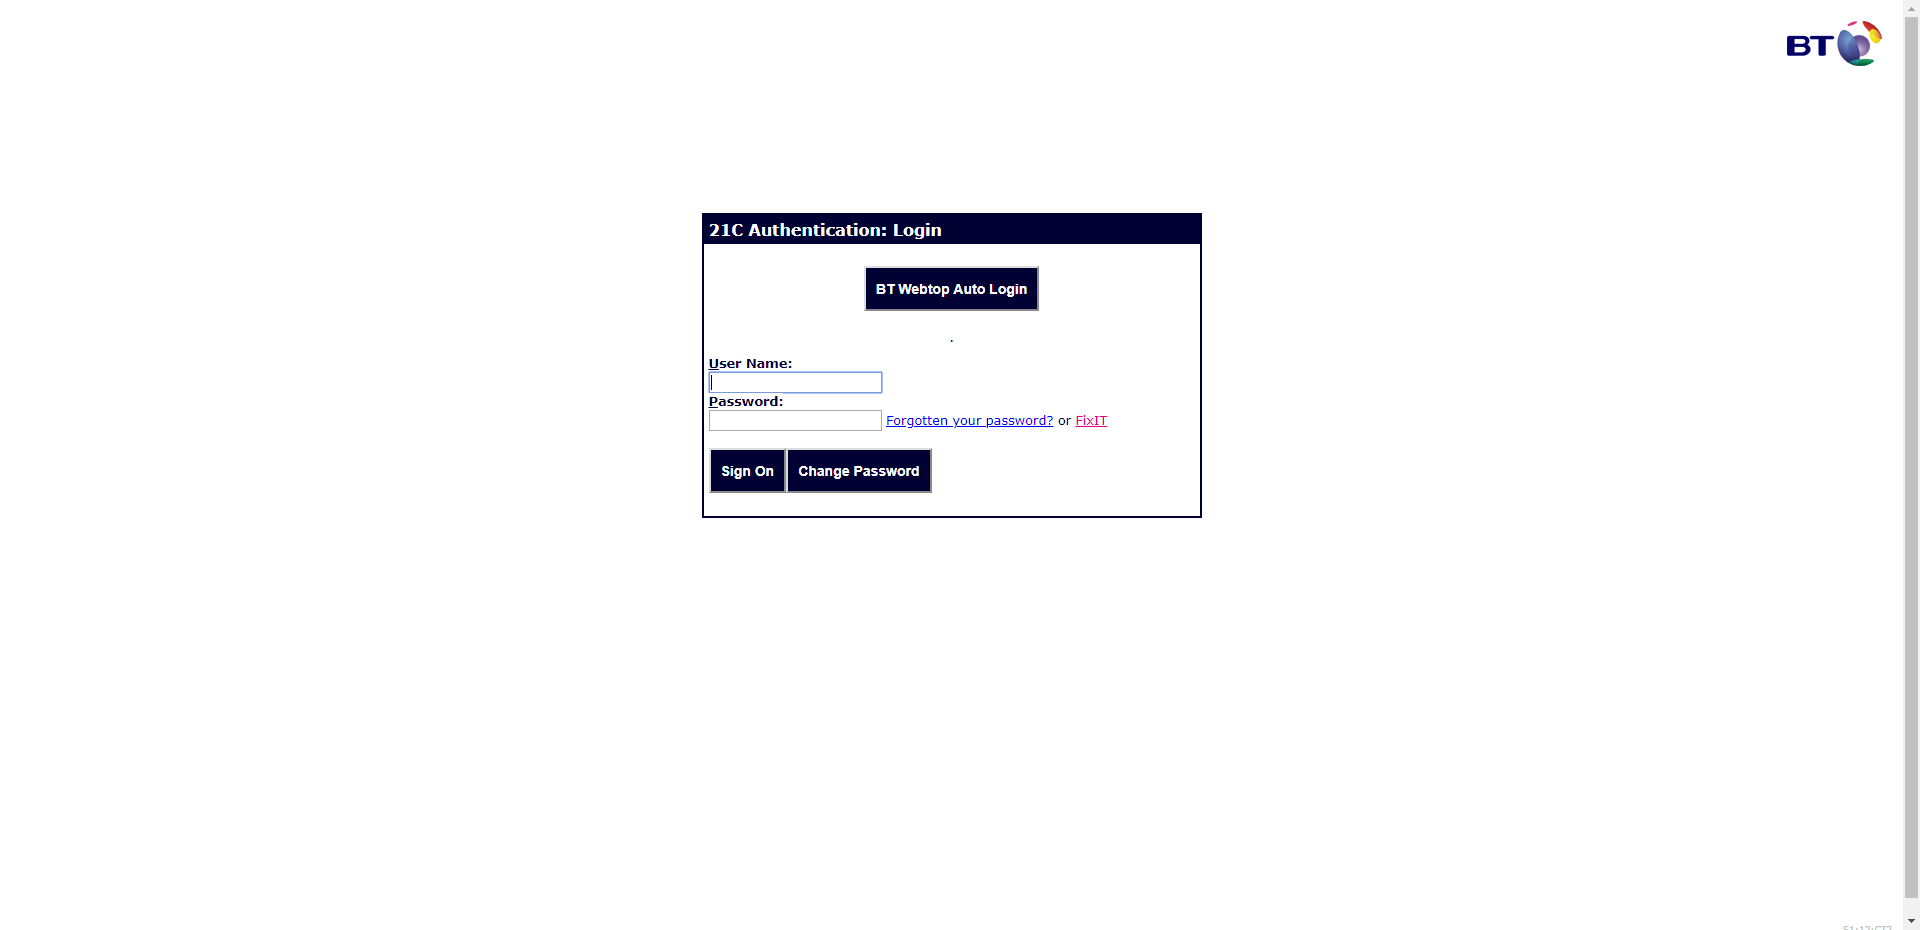 BT
21C Authentication: Login
BT Webtop Auto Login
.
User Name:
Password:
Forgotten your password? or FixIT
Sign On Change Password